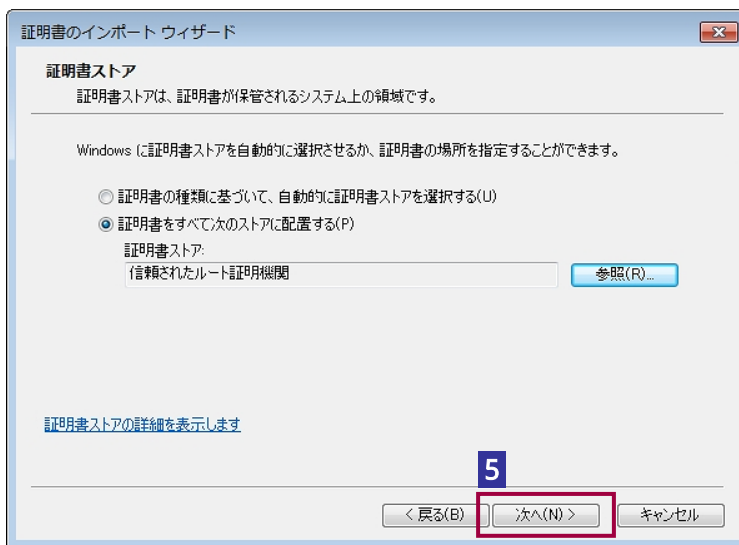 証明書のインポート ウィザード
証明書ストア
証明書ストアは、証明書が保管されるシステム上の領域です。
Windows に証明書ストアを自動的に選択させるか、証明書の場所を指定することができます。
証明書の種類に基づいて、自動的に証明書ストアを選択する(U)
証明書をすべて次のストアに配置する(P)
証明書ストア:
信頼されたルート証明機関
参照(R)...
証明書ストアの詳細を表示します
5
< 戻る(B)
次へ(N) >
キャンセル